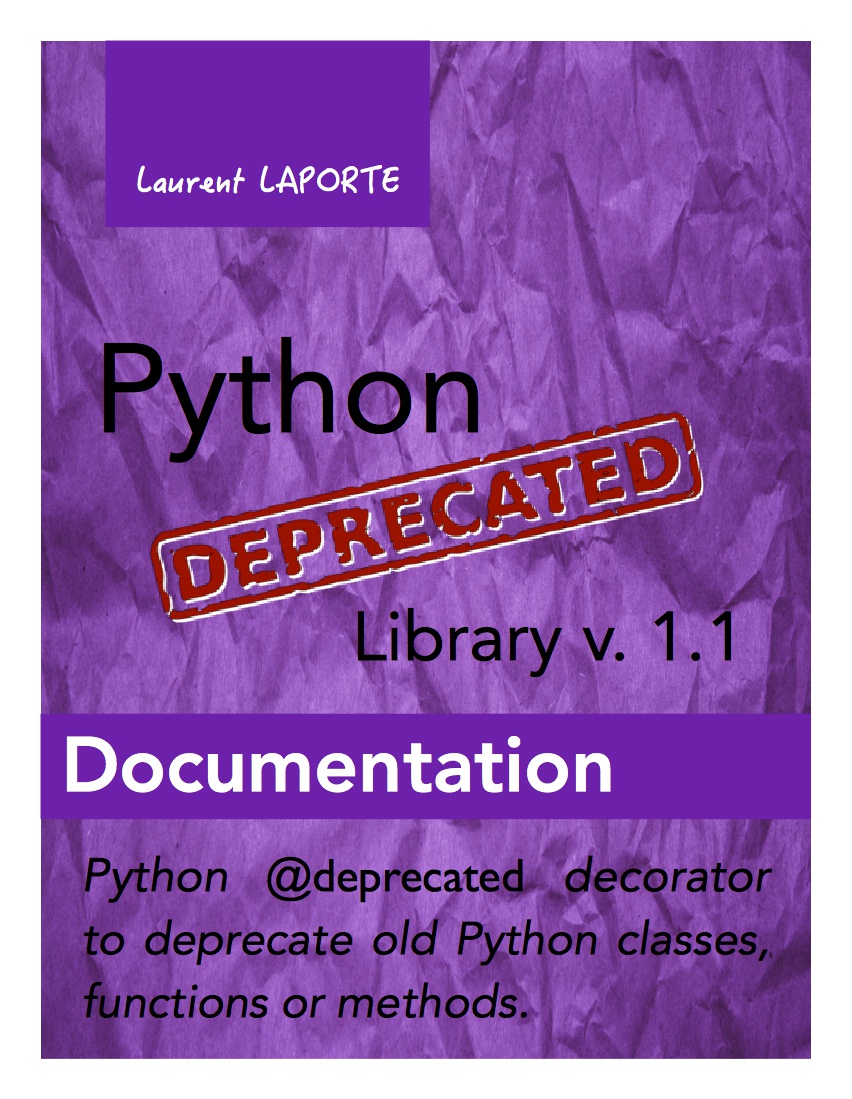 Laurent LAPORTE
Python
DEPRECATED
Library v. 1.1
Documentation
Python @deprecated decorator
to deprecate old Python classes,
functions or methods.